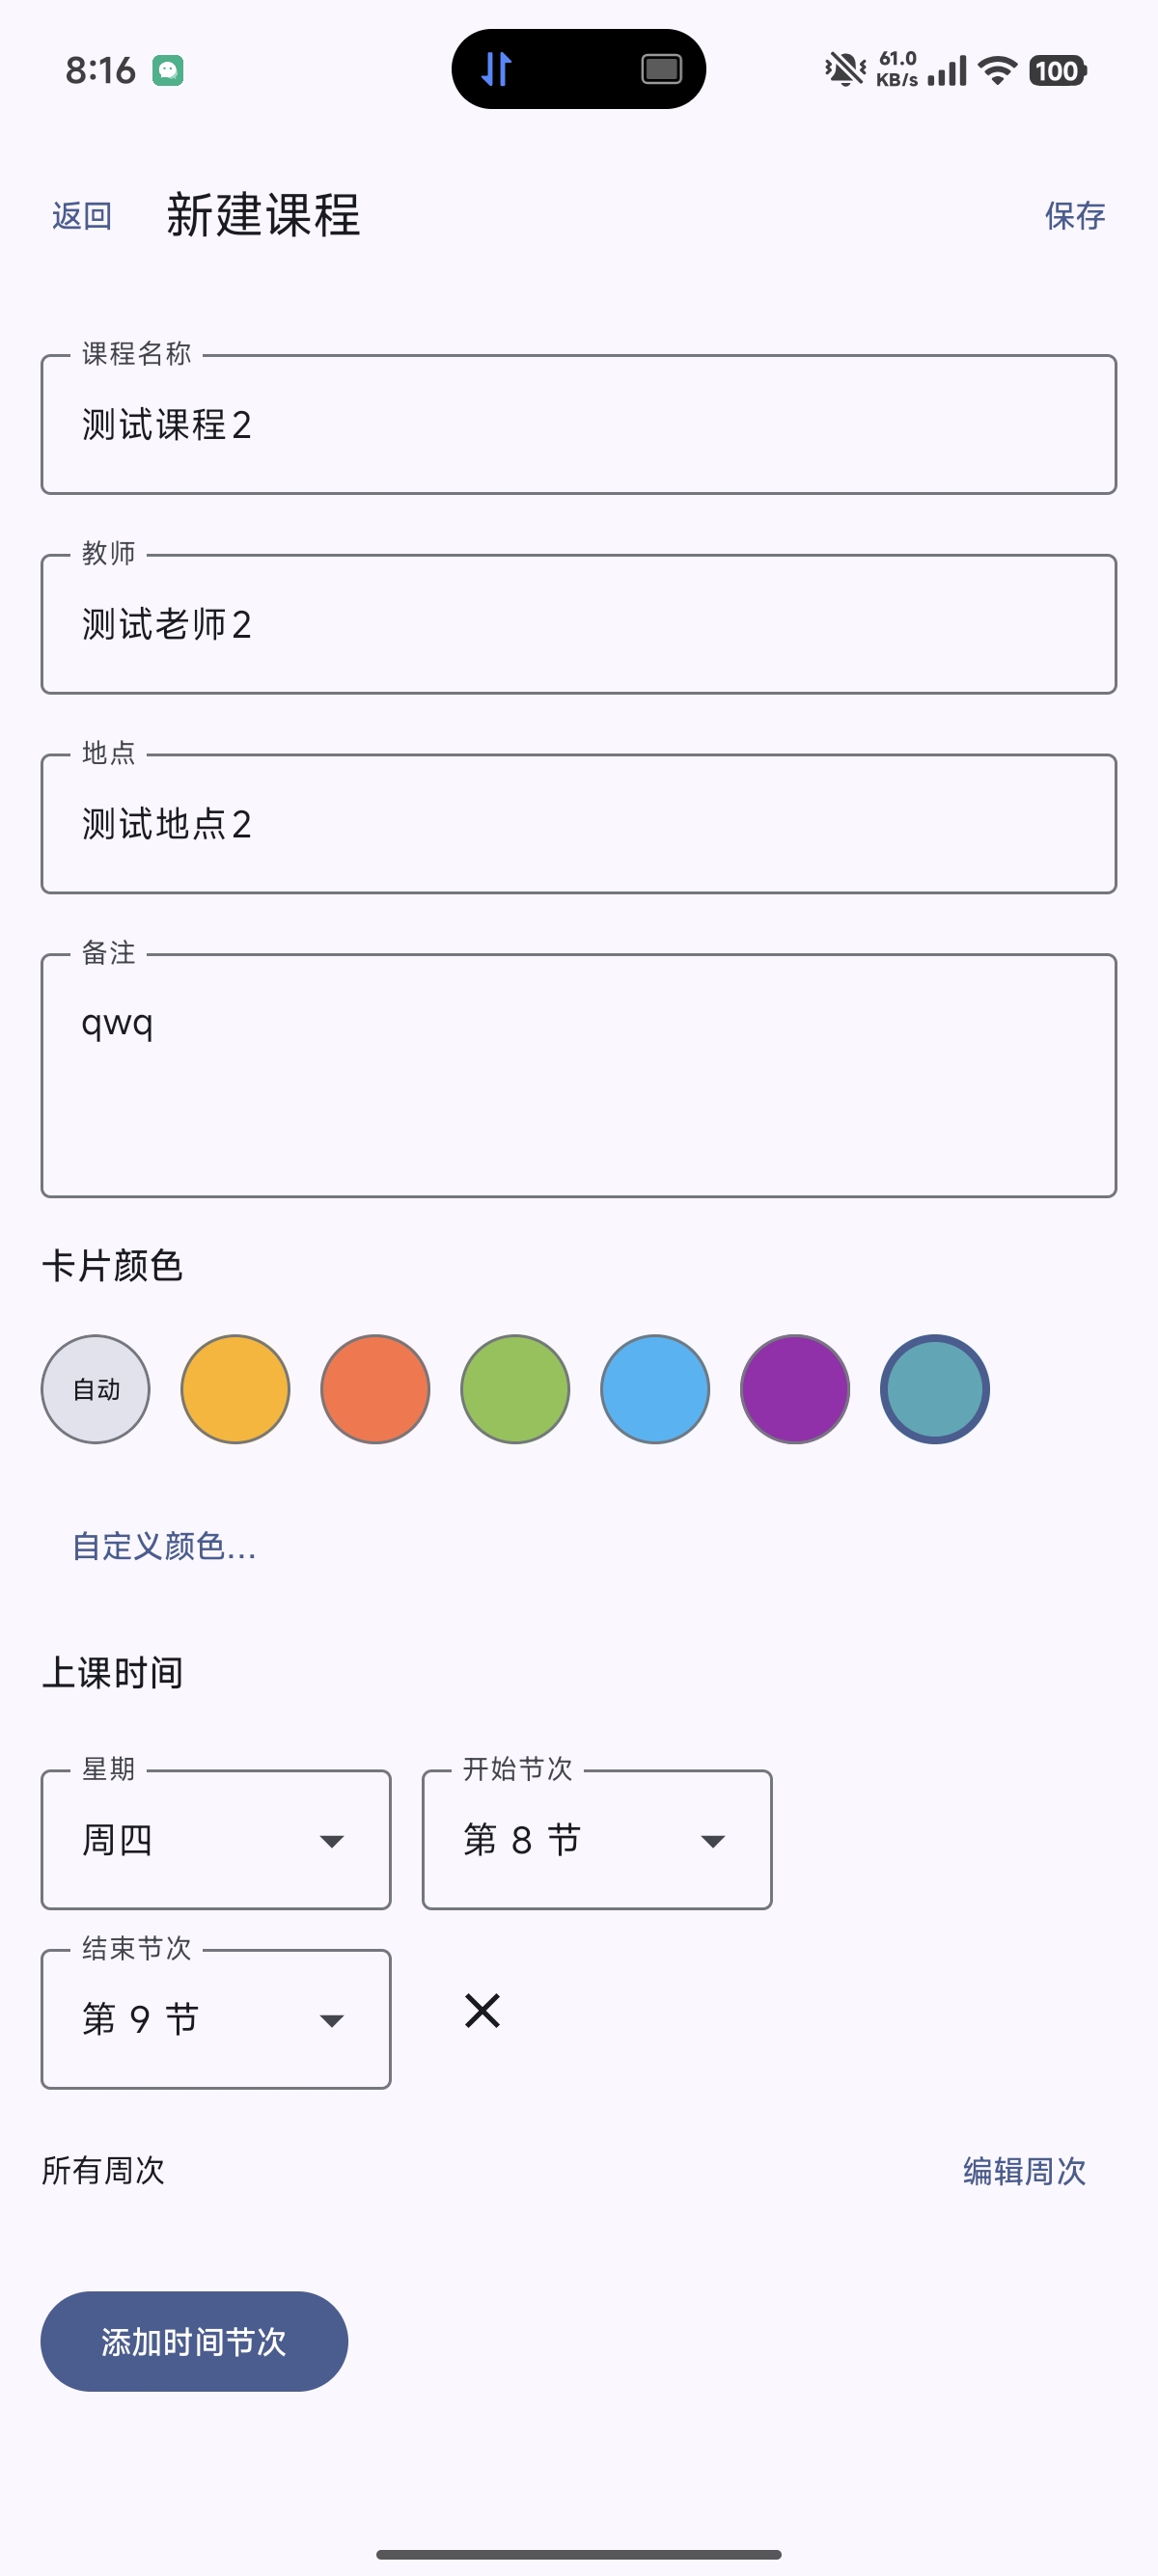 8:16
61.0
KB/s
100
返回 新建课程 保存
课程名称
测试课程2
教师
测试老师2
地点
测试地点2
备注
qwq
卡片颜色
自动
自定义颜色...
上课时间
星期 开始节次
周四 第 8 节
结束节次
第 9 节
所有周次 编辑周次
添加时间节次